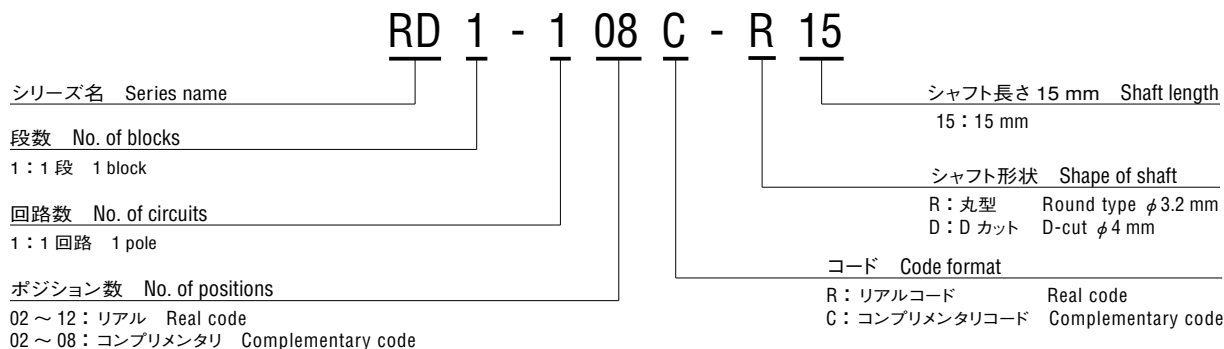 RD 1 - 1 08 C - R 15
シリーズ名 Series name
段数 No. of blocks
1：1段 1 block
回路数 No. of circuits
1：1回路 1 pole
ポジション数 No. of positions
02～12：リアル Real code
02～08：コンプリメンタリ Complementary code
シャフト長さ 15 mm Shaft length
15：15 mm
シャフト形状 Shape of shaft
R：丸型 Round type φ3.2 mm
D：Dカット D-cut φ4 mm
コード Code format
R：リアルコード Real code
C：コンプリメンタリコード Complementary code